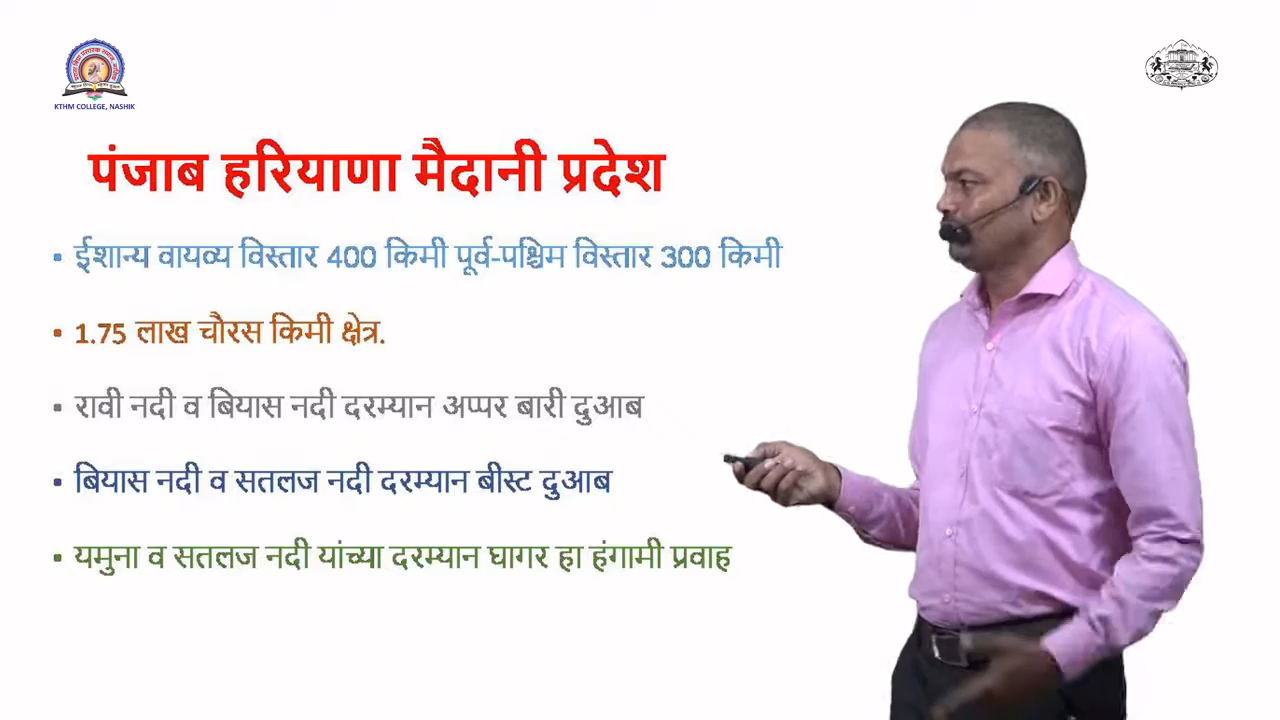 KTHM COLLEGE, NASHIK
पंजाब हरियाणा मैदानी प्रदेश
• ईशान्य वायव्य विस्तार 400 किमी पूर्व-पश्चिम विस्तार 300 किमी
• 1.75 लाख चौरस किमी क्षेत्र.
• रावी नदी व बियास नदी दरम्यान अप्पर बारी दुआब
• बियास नदी व सतलज नदी दरम्यान बीस्ट दुआब
• यमुना व सतलज नदी यांच्या दरम्यान घागर हा हंगामी प्रवाह